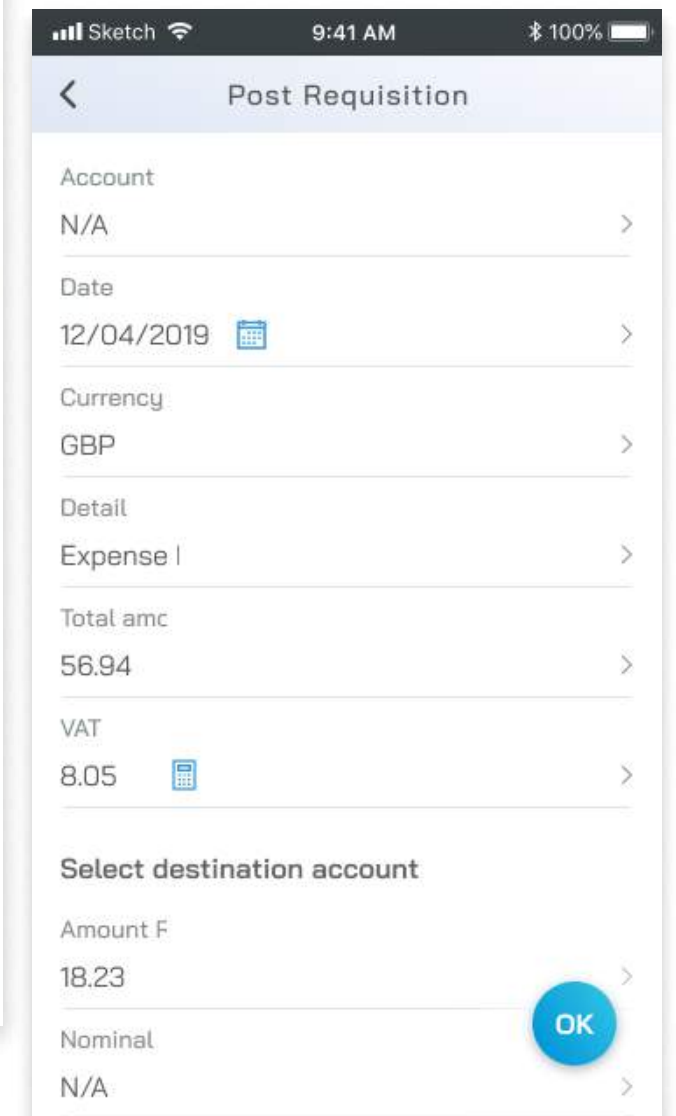 Sketch 9:41 AM 100%
Post Requisition
Account
N/A
Date
12/04/2019
Currency
GBP
Detail
Expense
Total
56.94
VAT
8.05
Select destination account
Amount
18.23
OK
Nominal
N/A